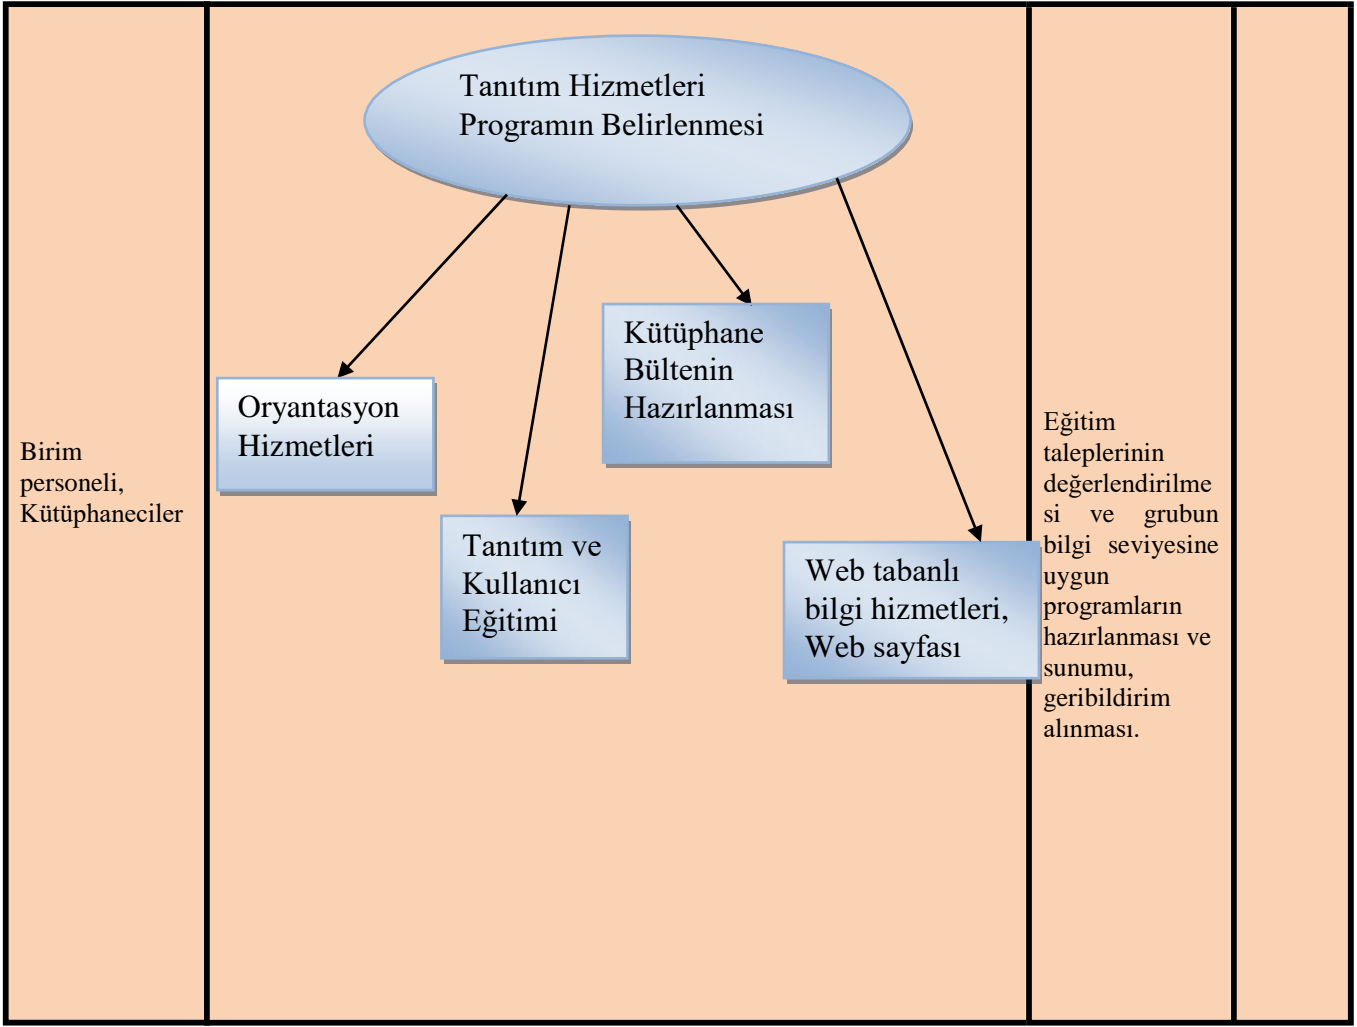 Birim
personeli,
Kütüphaneciler
Tanıtım Hizmetleri
Programın Belirlenmesi
Oryantasyon
Hizmetleri
Tanıtım ve
Kullanıcı
Eğitimi
Kütüphane
Bültenin
Hazırlanması
Web tabanlı
bilgi hizmetleri,
Web sayfası
Eğitim
taleplerinin
değerlendirilme
si ve grubun
bilgi seviyesine
uygun
programların
hazırlanması ve
sunumu,
geribildirim
alınması.